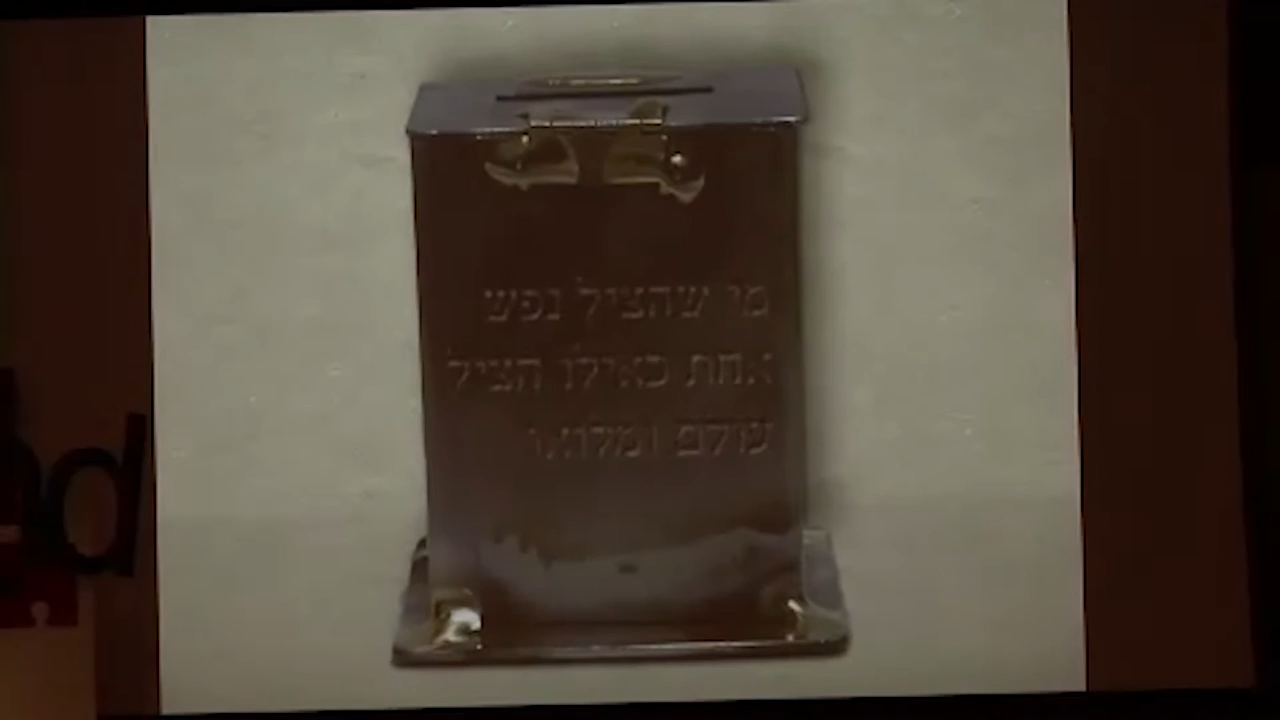 מי שהציל נפש
אחת כאילו הציל
עולם ומלואו
d